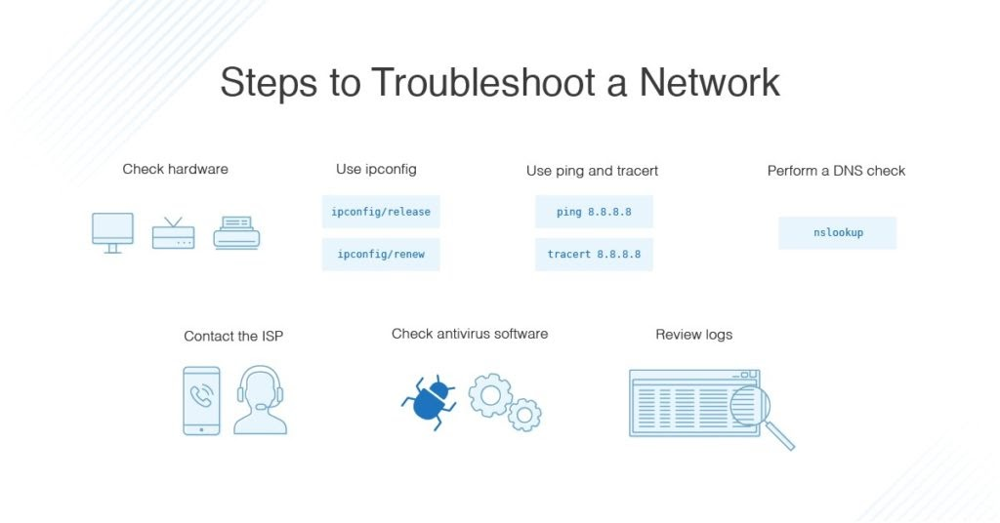 Steps to Troubleshoot a Network
Check hardware
Use ipconfig
ipconfig/release
ipconfig/renew
Use ping and tracert
ping 8.8.8.8
tracert 8.8.8.8
Perform a DNS check
nslookup
Contact the ISP
Check antivirus software
Review logs